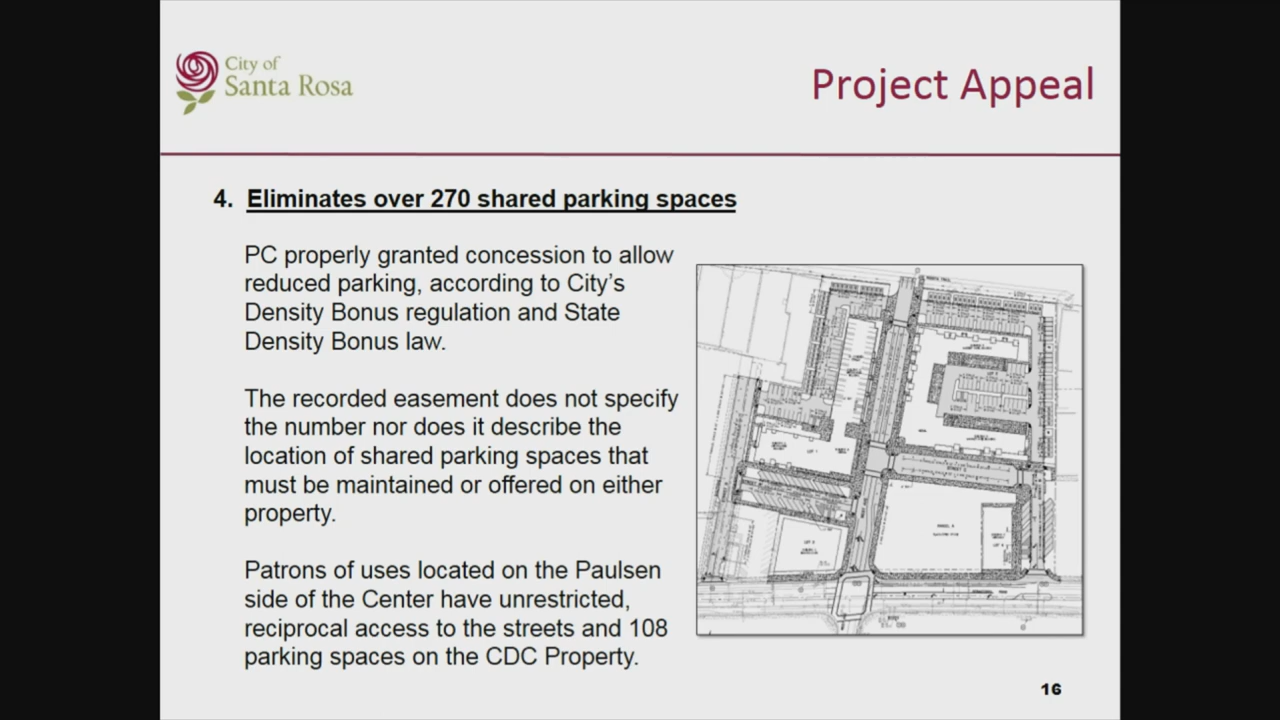 City of
Santa Rosa
Project Appeal
4. Eliminates over 270 shared parking spaces
PC properly granted concession to allow
reduced parking, according to City’s
Density Bonus regulation and State
Density Bonus law.
The recorded easement does not specify
the number nor does it describe the
location of shared parking spaces that
must be maintained or offered on either
property.
Patrons of uses located on the Paulsen
side of the Center have unrestricted,
reciprocal access to the streets and 108
parking spaces on the CDC Property.
16